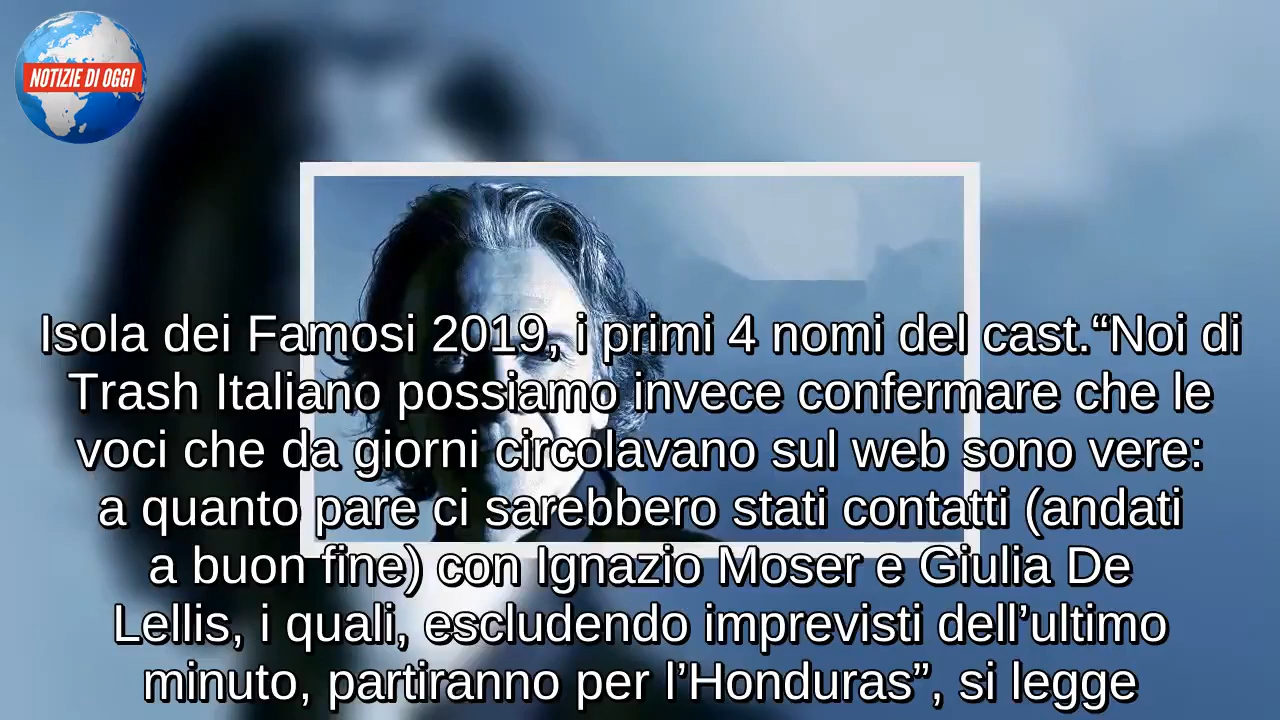 NOTIZIE DI OGGI
Isola dei Famosi 2019, i primi 4 nomi del cast.“Noi di
Trash Italiano possiamo invece confermare che le
voci che da giorni circolavano sul web sono vere:
a quanto pare ci sarebbero stati contatti (andati
a buon fine) con Ignazio Moser e Giulia De
Lellis, i quali, escludendo imprevisti dell’ultimo
minuto, partiranno per l’Honduras”, si legge